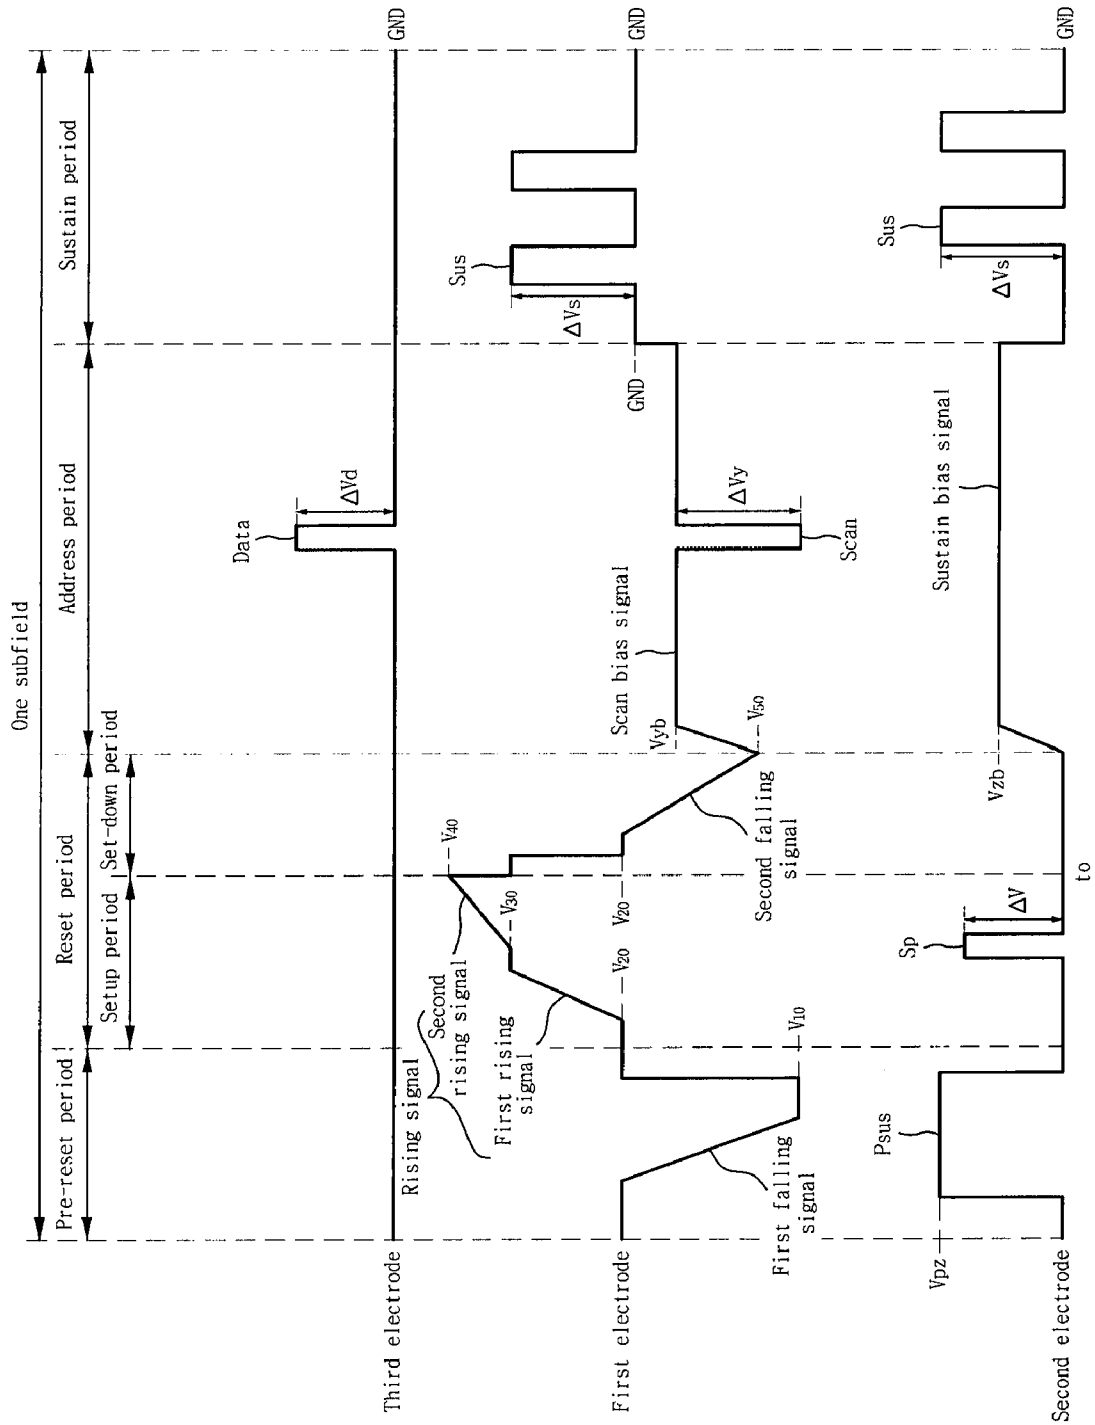 One subfield
Pre-reset period
Reset period
Address period
Sustain period
Setup period
Set-down period
Third electrode
Data
ΔVd
GND
Rising signal
Second
rising signal
First rising
signal
First electrode
First falling
signal
V10
V20
V30
V40
V20
Second falling
signal
V50
Vyb
Scan bias signal
ΔVy
Scan
GND
ΔVs
Sus
GND
Second electrode
Vpz
Psus
Sp
ΔV
to
Vzb
Sustain bias signal
ΔVs
Sus
GND